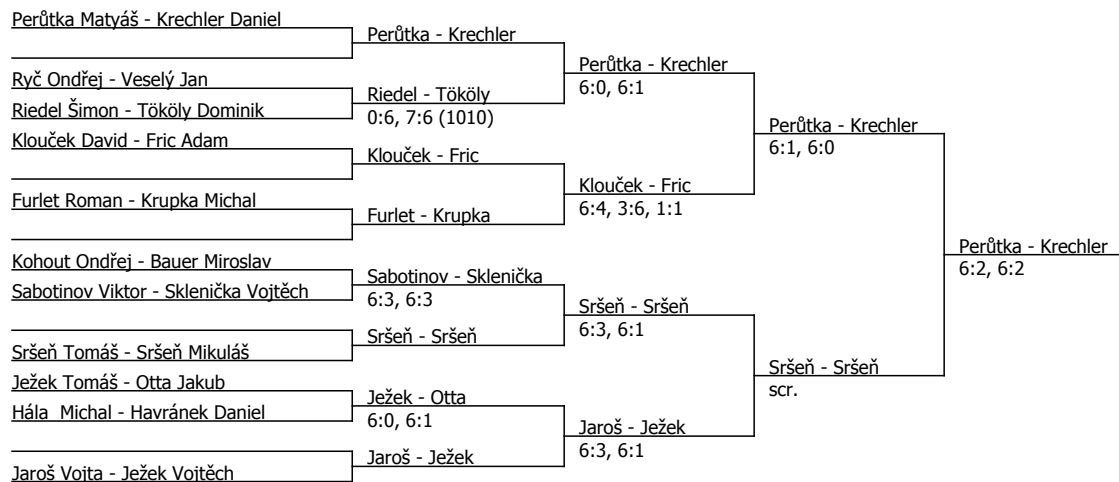 Perůtka Matyáš - Krechler Daniel
Perůtka - Krechler
Perůtka - Krechler
6:0, 6:1
Ryč Ondřej - Veselý Jan
Riedel - Tököly
0:6, 7:6 (1010)
Riedel Šimon - Tököly Dominik
Perůtka - Krechler
6:1, 6:0
Klouček David - Fric Adam
Klouček - Fric
Klouček - Fric
6:4, 3:6, 1:1
Furlet Roman - Krupka Michal
Furlet - Krupka
Perůtka - Krechler
6:2, 6:2
Kohout Ondřej - Bauer Miroslav
Sabotinov - Sklenička
6:3, 6:3
Sabotinov Viktor - Sklenička Vojtěch
Sršeň - Sršeň
6:3, 6:1
Sršeň - Sršeň
Sršeň Tomáš - Sršeň Mikuláš
Sršeň - Sršeň
scr.
Ježek Tomáš - Otta Jakub
Ježek - Otta
6:0, 6:1
Hála  Michal - Havránek Daniel
Jaroš - Ježek
6:3, 6:1
Jaroš - Ježek
Jaroš Vojta - Ježek Vojtěch